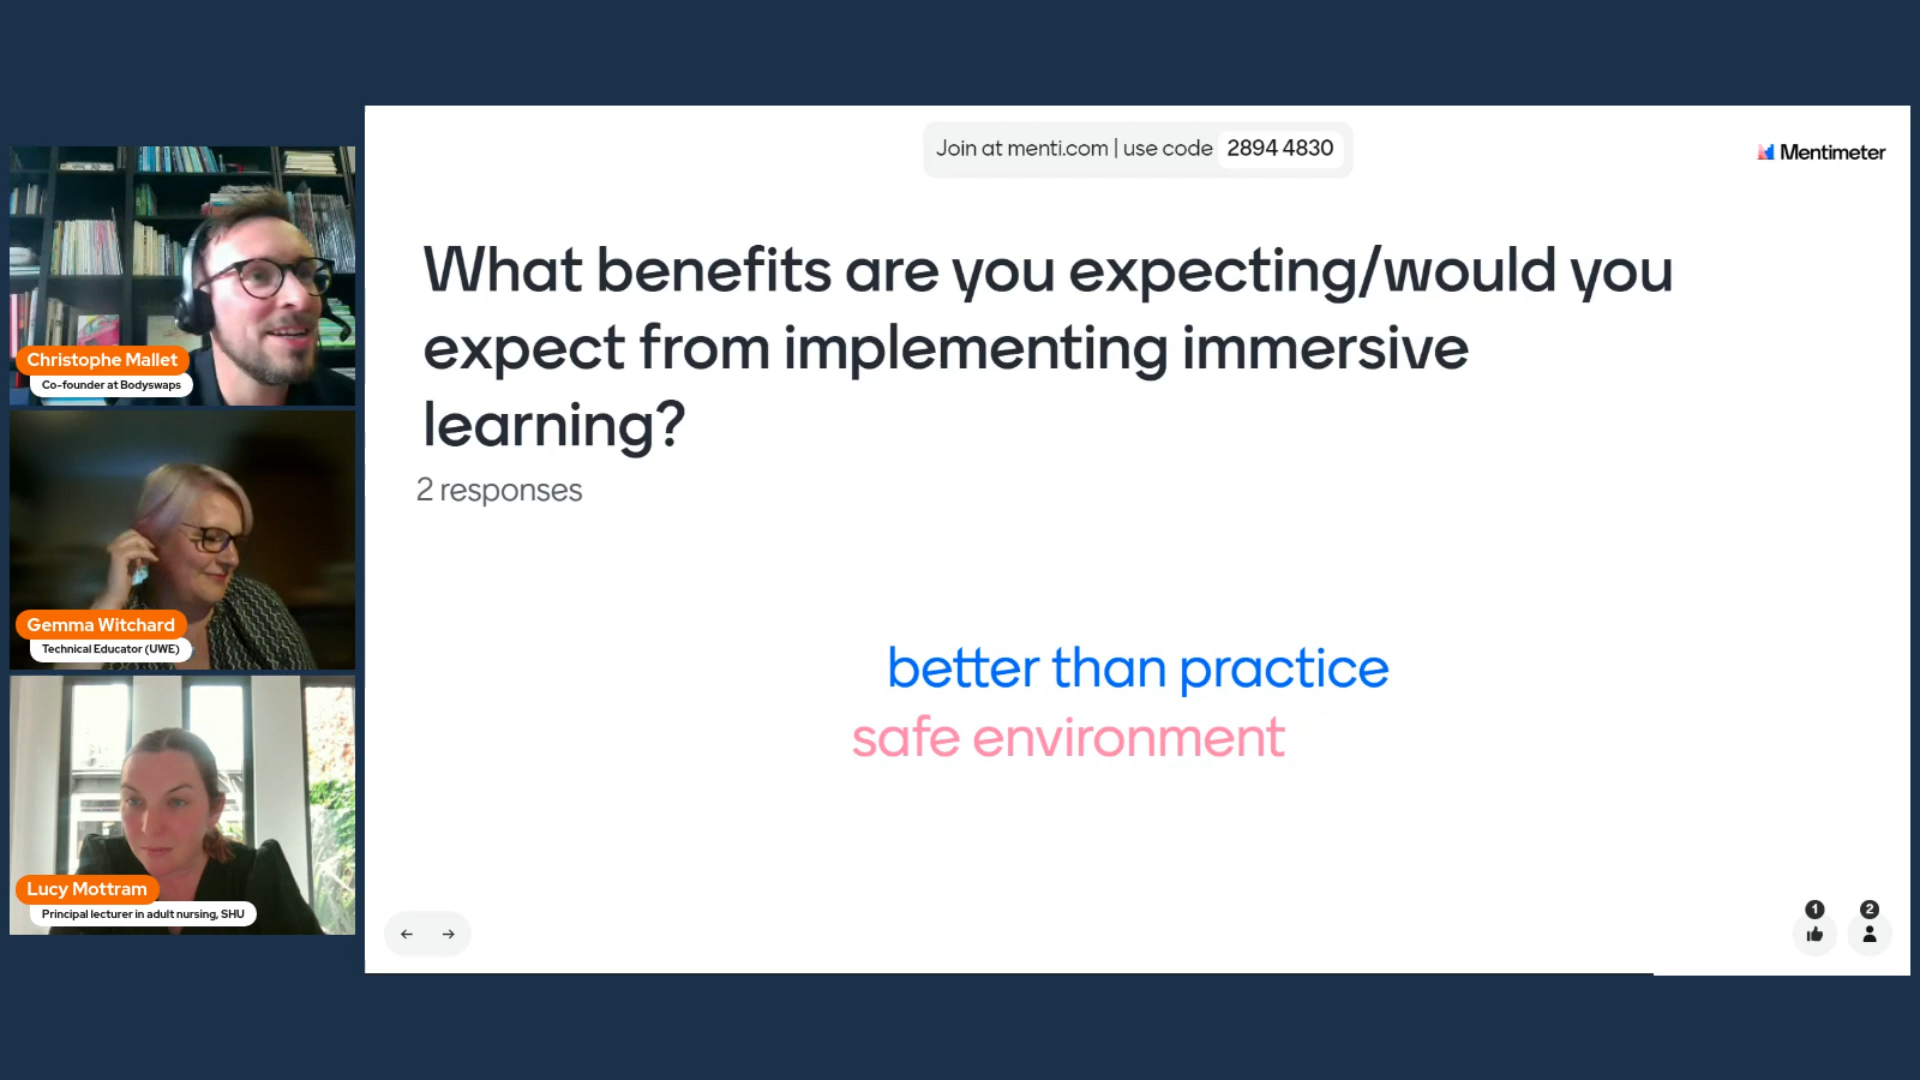 Join at menti.com | use code 2894 4830
Mentimeter
What benefits are you expecting/would you
expect from implementing immersive
learning?
2 responses
better than practice
safe environment
1
2
Christophe Mallet
Co-founder at Bodyswaps
Gemma Witchard
Technical Educator (UWE)
Lucy Mottram
Principal lecturer in adult nursing, SHU